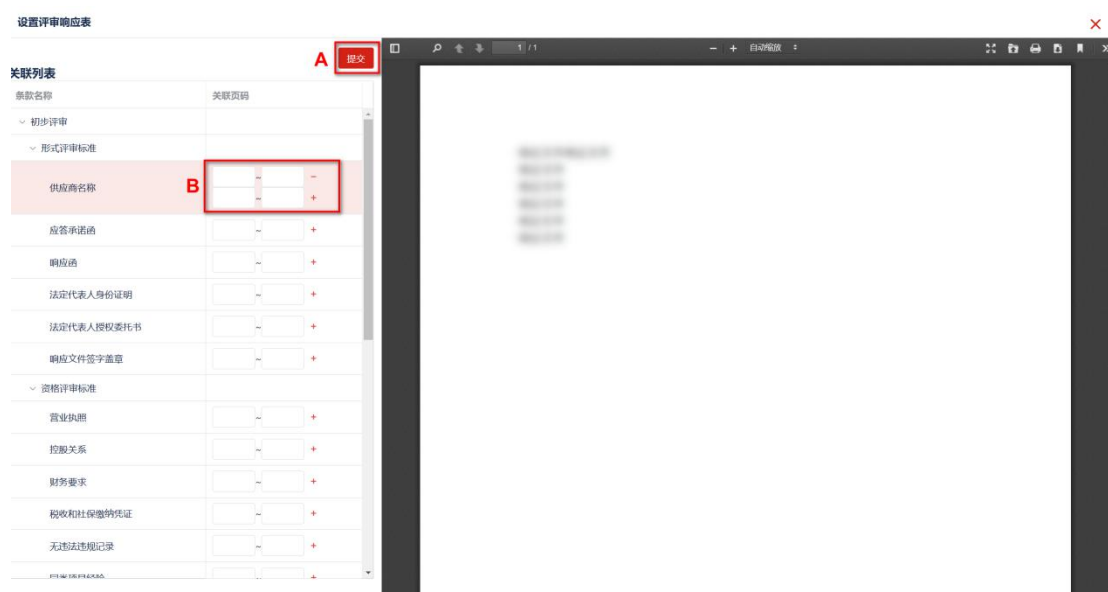 设置评审响应表
A 提交
1 / 1
自动缩放
关联列表
条款名称 关联页码
初步评审
形式评审标准
供应商名称 B ~ −
~ +
应答承诺函 ~ +
响应函 ~ +
法定代表人身份证明 ~ +
法定代表人授权委托书 ~ +
响应文件签字盖章 ~ +
资格评审标准
营业执照 ~ +
控股关系 ~ +
财务要求 ~ +
税收和社保缴纳凭证 ~ +
无违法违规记录 ~ +